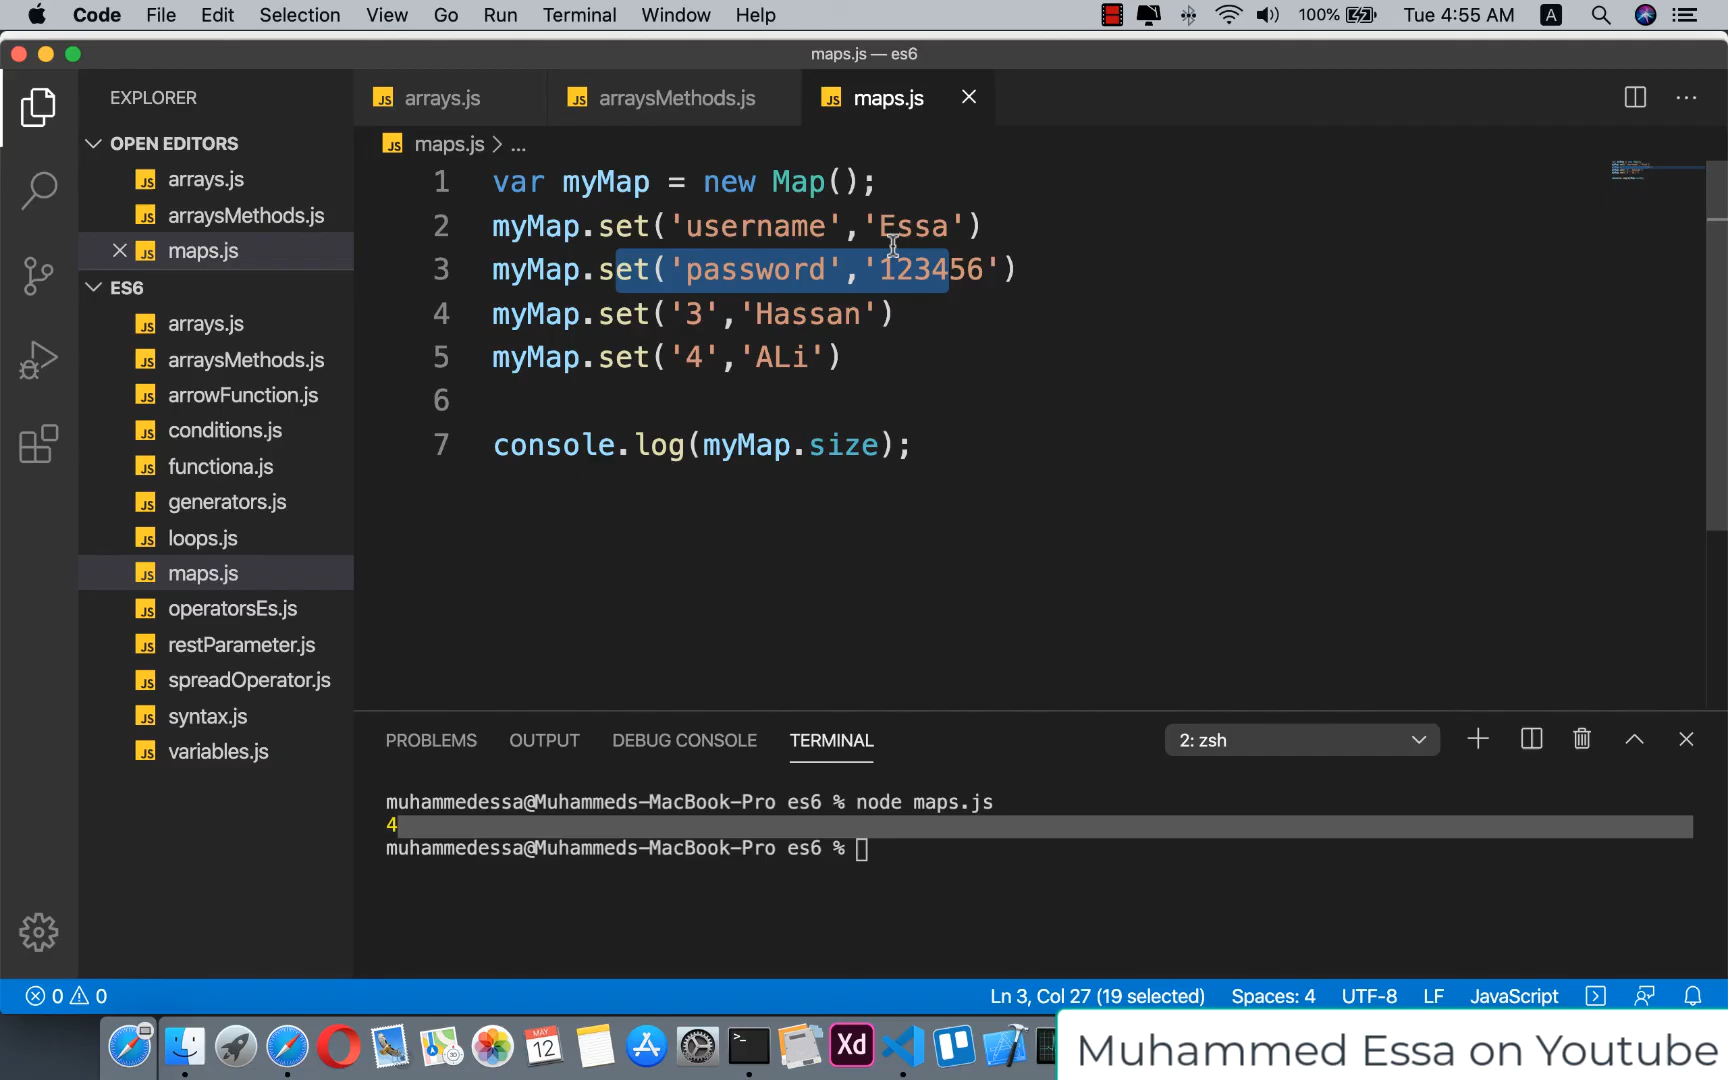 Code File Edit Selection View Go Run Terminal Window Help 100% Tue 4:55 AM A
maps.js — es6
EXPLORER
arrays.js arraysMethods.js maps.js
OPEN EDITORS
arrays.js
arraysMethods.js
maps.js
ES6
arrays.js
arraysMethods.js
arrowFunction.js
conditions.js
functiona.js
generators.js
loops.js
maps.js
operatorsEs.js
restParameter.js
spreadOperator.js
syntax.js
variables.js
maps.js > ...
1 var myMap = new Map();
2 myMap.set('username','Essa')
3 myMap.set('password','123456')
4 myMap.set('3','Hassan')
5 myMap.set('4','ALi')
6
7 console.log(myMap.size);
PROBLEMS OUTPUT DEBUG CONSOLE TERMINAL 2: zsh
muhammedessa@Muhammeds-MacBook-Pro es6 % node maps.js
4
muhammedessa@Muhammeds-MacBook-Pro es6 %
0 0 Ln 3, Col 27 (19 selected) Spaces: 4 UTF-8 LF JavaScript
MAY 12 Xd
Muhammed Essa on Youtube